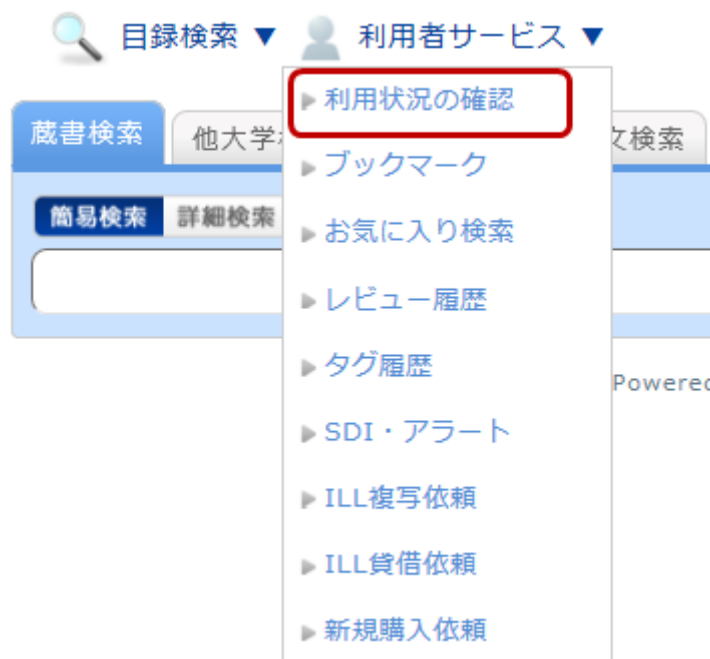 目録検索 ▼ 利用者サービス ▼
利用状況の確認
蔵書検索 他大学 文検索
ブックマーク
簡易検索 詳細検索
お気に入り検索
レビュー履歴
タグ履歴
Powered
SDI・アラート
ILL複写依頼
ILL貸借依頼
新規購入依頼